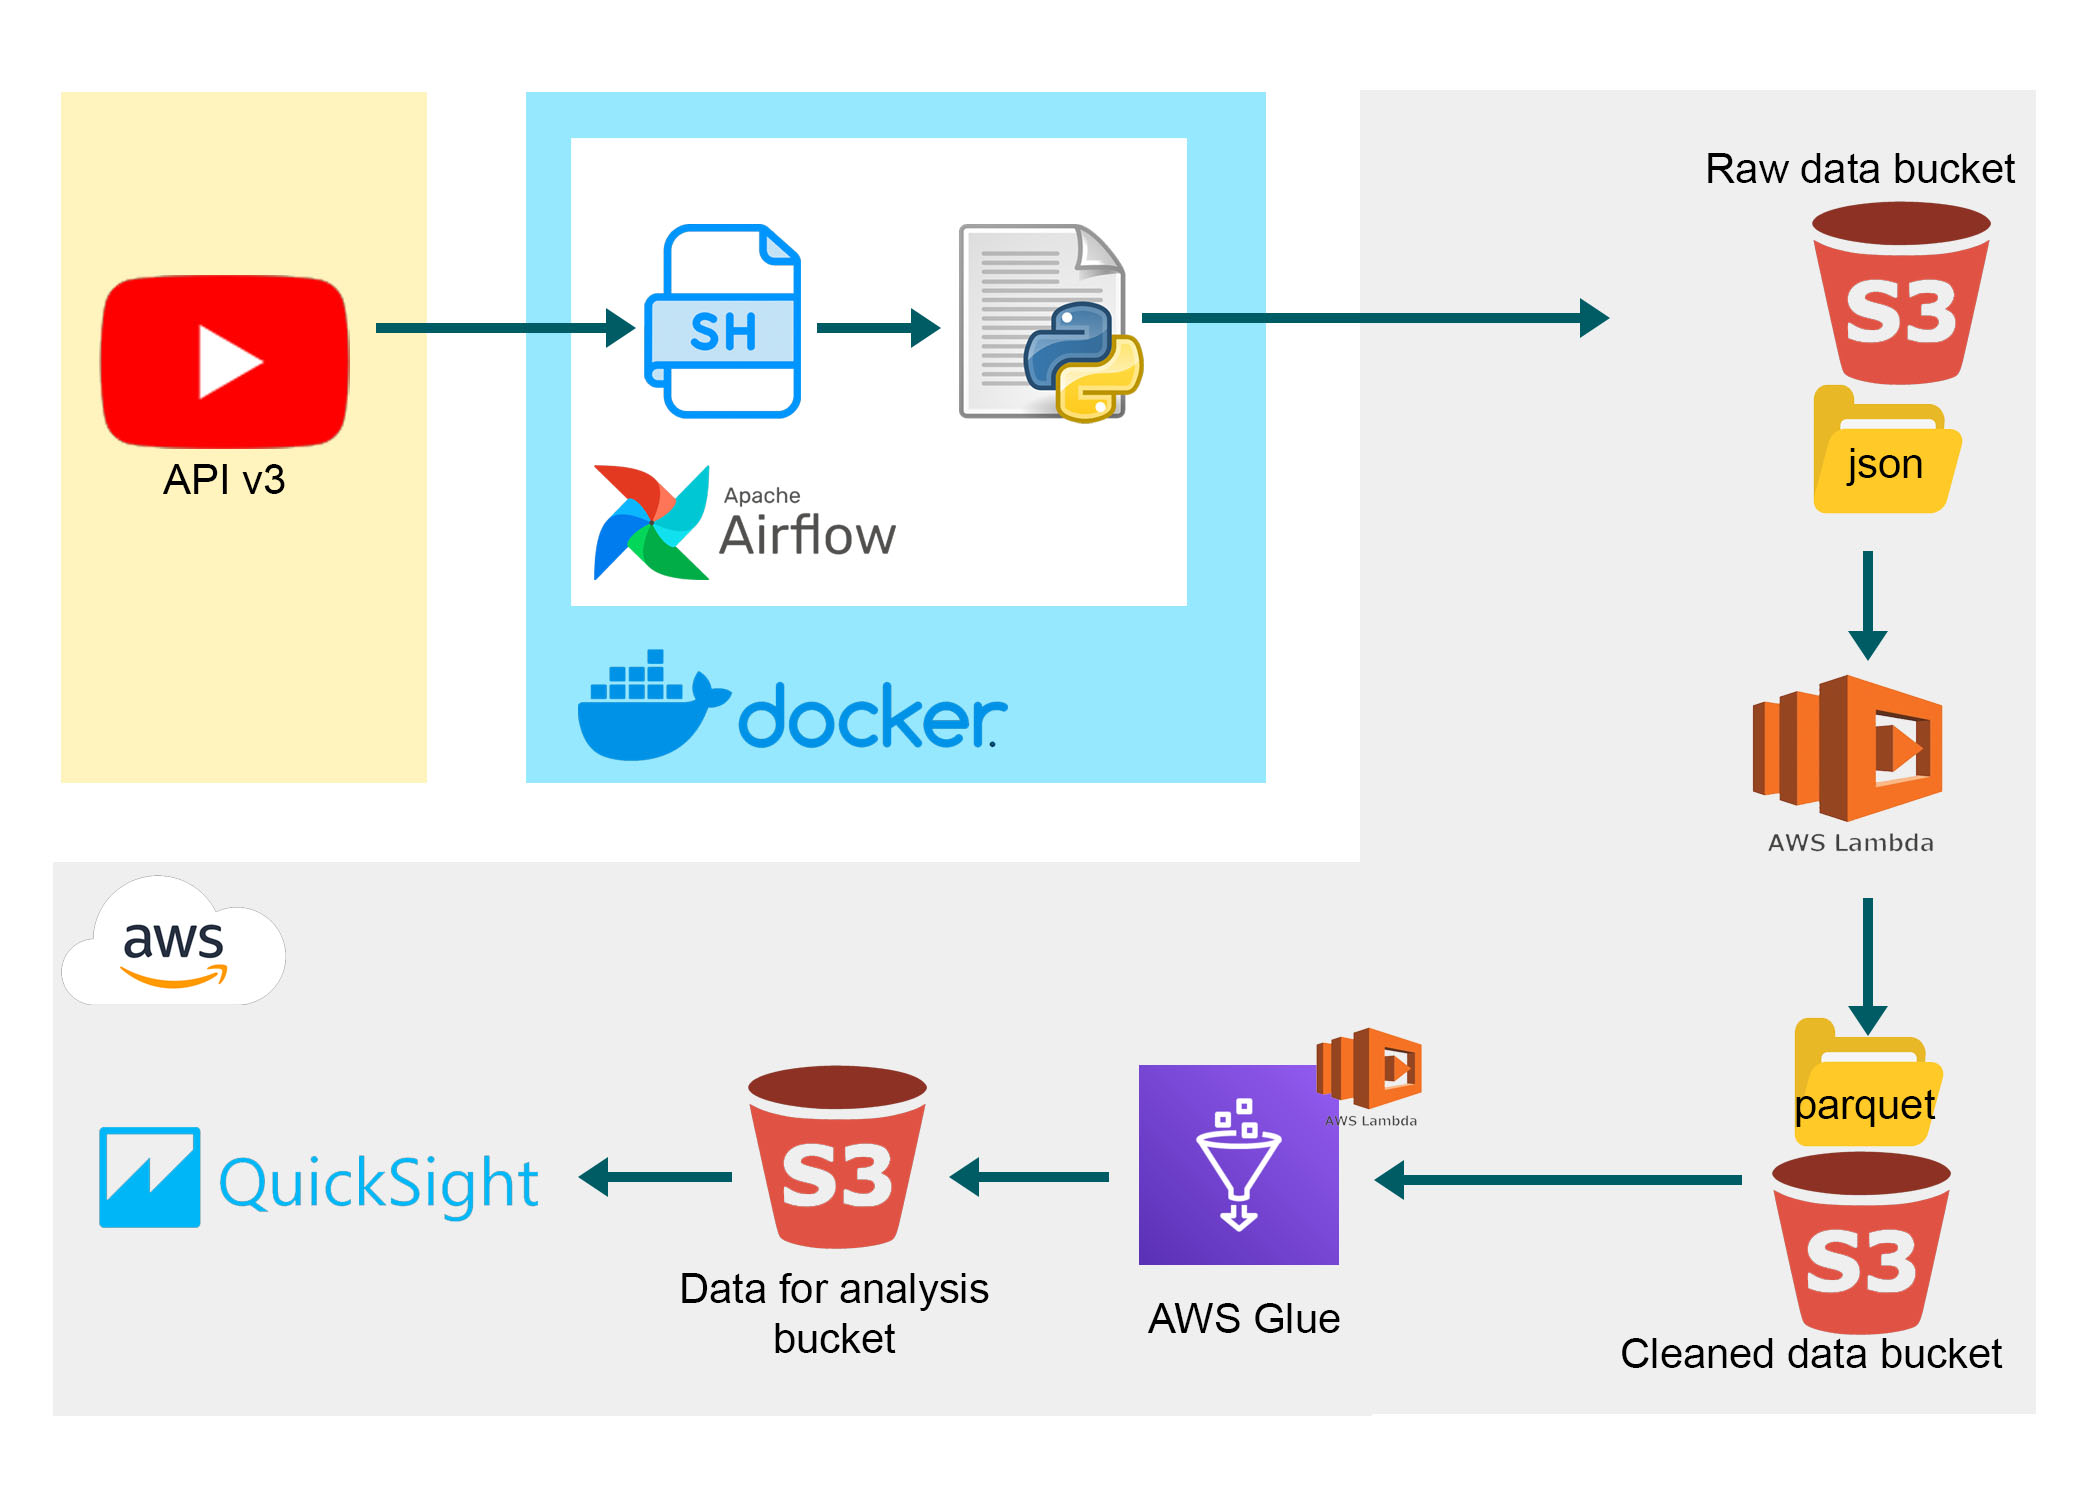 API v3
SH
Apache
Airflow
docker
Raw data bucket
S3
json
AWS Lambda
parquet
S3
Cleaned data bucket
AWS Lambda
AWS Glue
S3
Data for analysis
bucket
QuickSight
aws